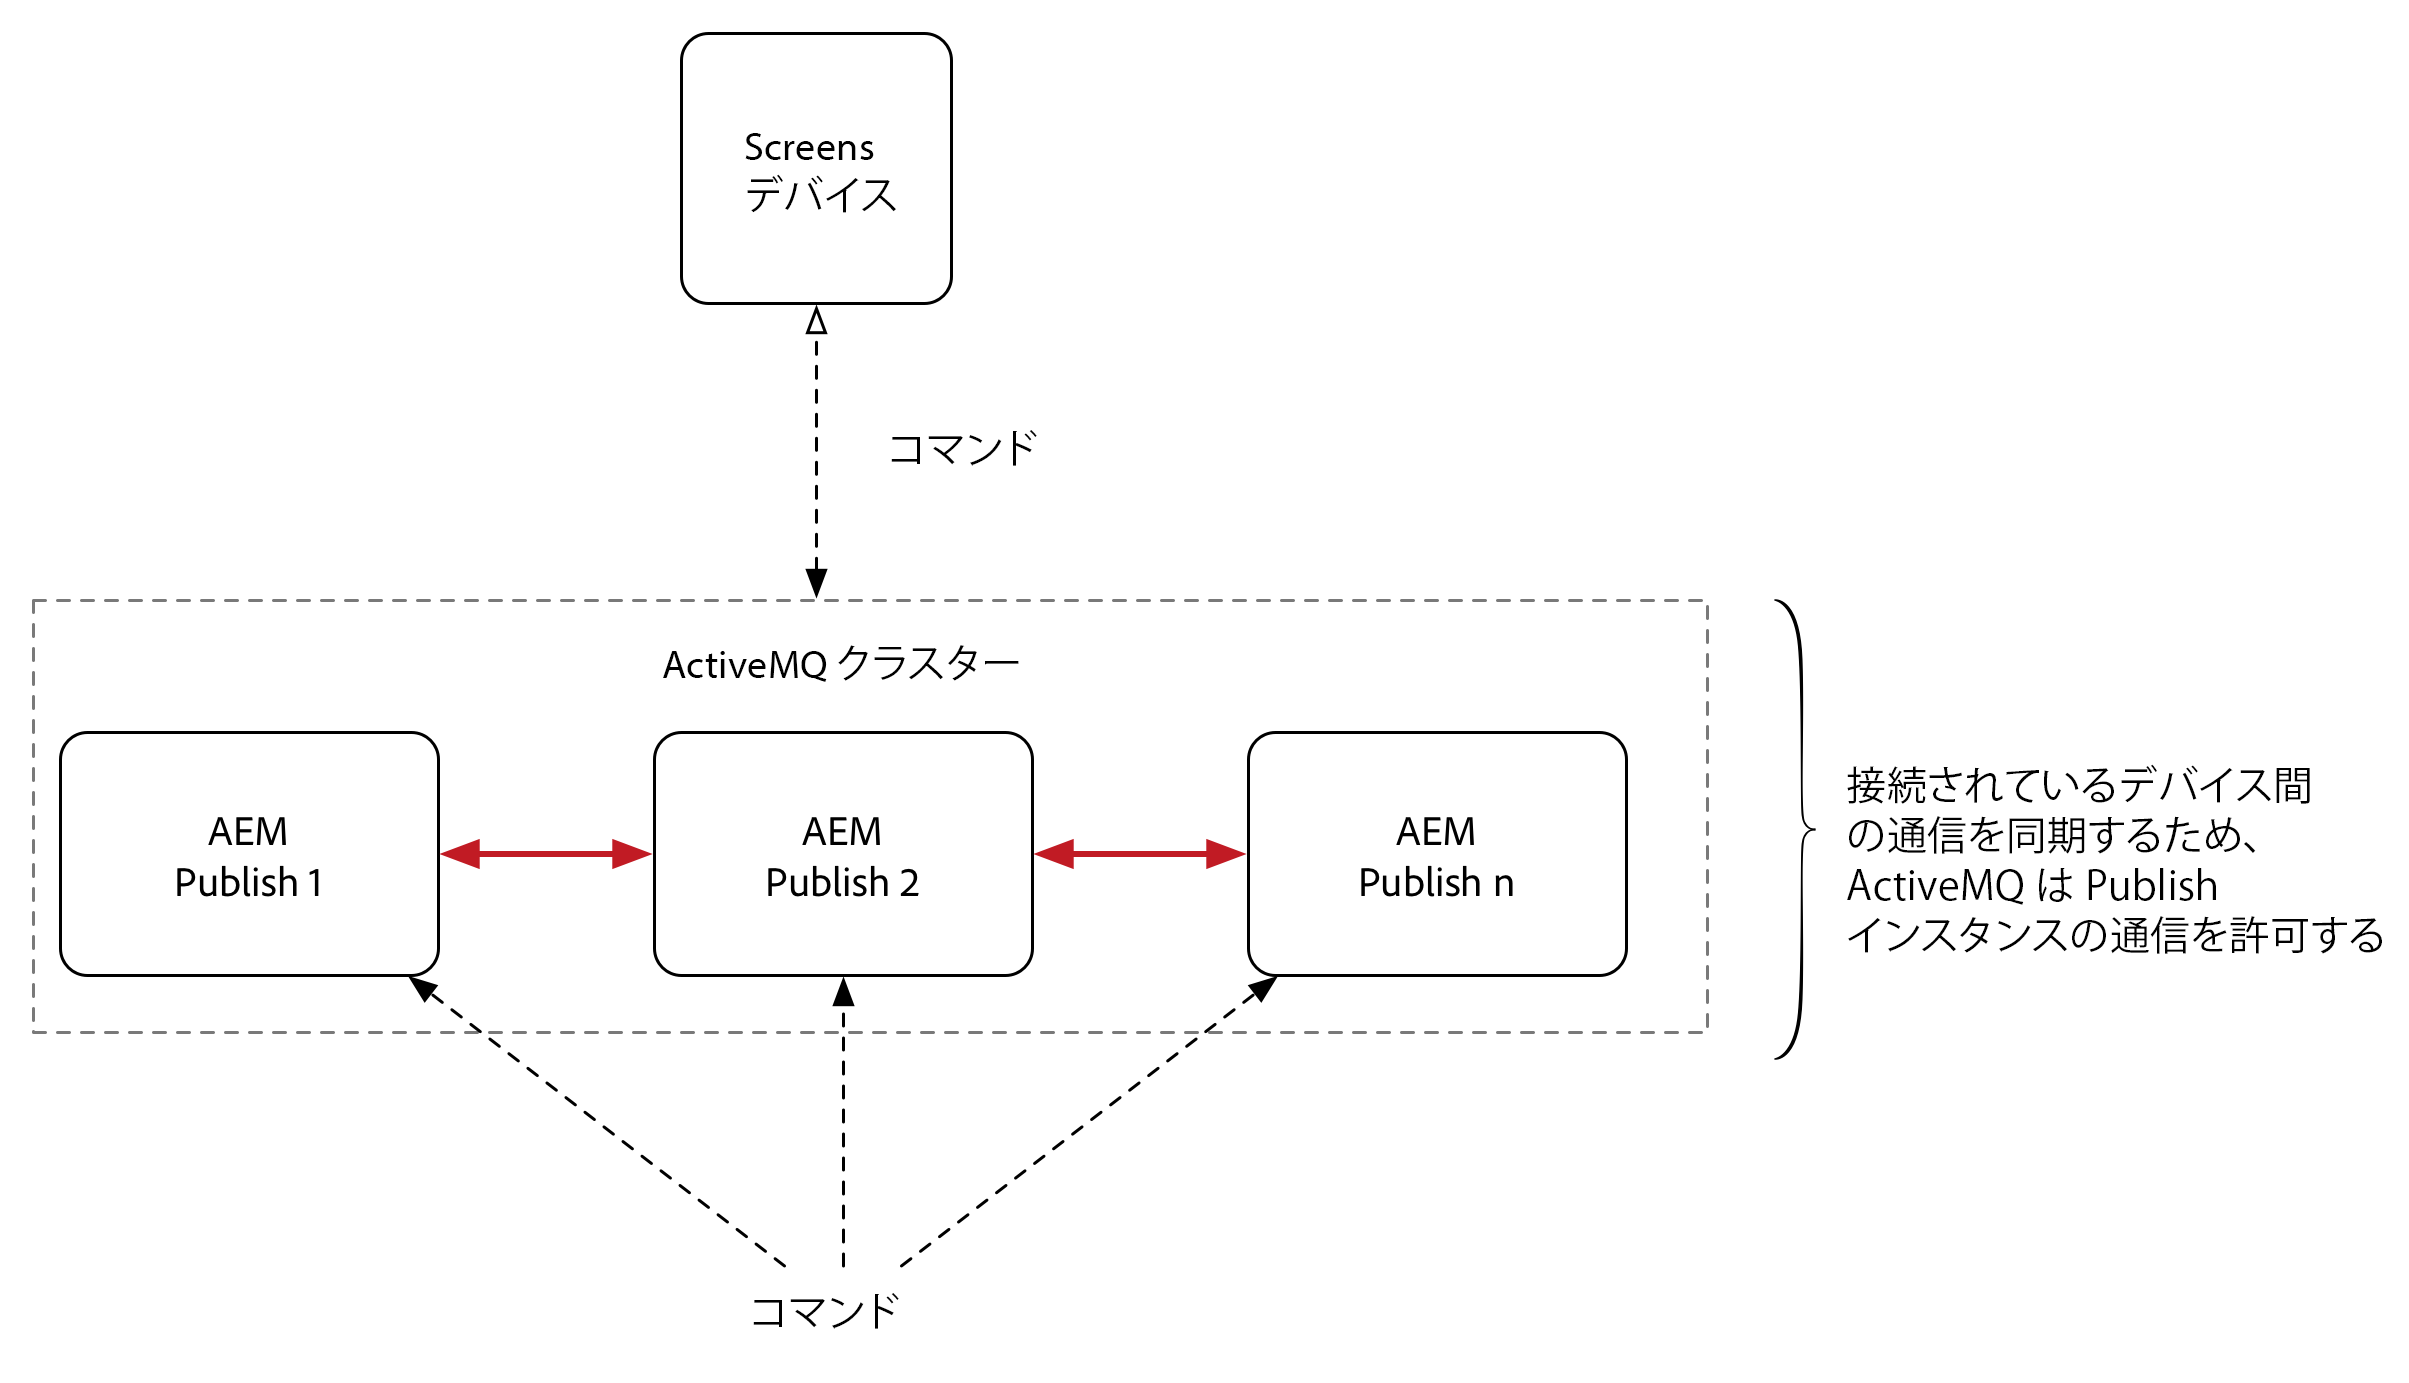 Screens
デバイス
コマンド
ActiveMQ クラスター
AEM
Publish 1
AEM
Publish 2
AEM
Publish n
接続されているデバイス間
の通信を同期するため、
ActiveMQ は Publish
インスタンスの通信を許可する
コマンド